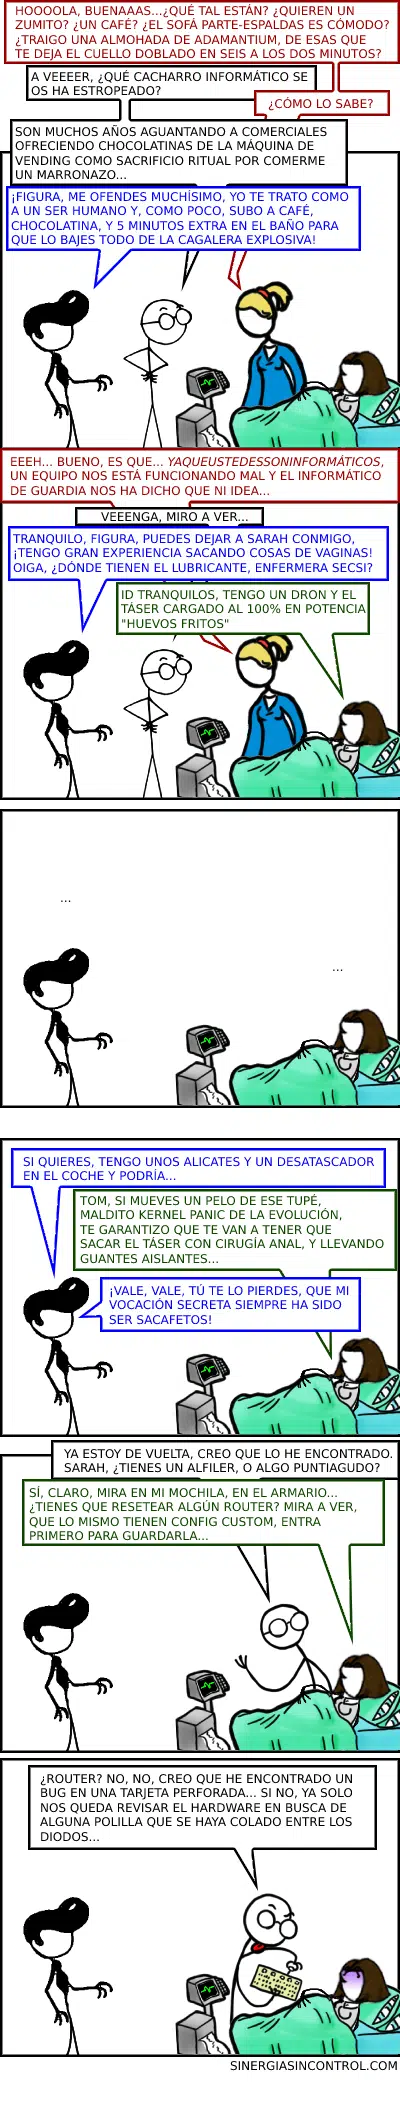 HOOOOLA, BUENAAAS...¿QUÉ TAL ESTÁN? ¿QUIEREN UN
ZUMITO? ¿UN CAFÉ? ¿EL SOFÁ PARTE-ESPALDAS ES CÓMODO?
¿TRAIGO UNA ALMOHADA DE ADAMANTIUM, DE ESAS QUE
TE DEJA EL CUELLO DOBLADO EN SEIS A LOS DOS MINUTOS?
A VEEEER, ¿QUÉ CACHARRO INFORMÁTICO SE
OS HA ESTROPEADO?
¿CÓMO LO SABE?
SON MUCHOS AÑOS AGUANTANDO A COMERCIALES
OFRECIENDO CHOCOLATINAS DE LA MÁQUINA DE
VENDING COMO SACRIFICIO RITUAL POR COMERME
UN MARRONAZO...
¡FIGURA, ME OFENDES MUCHÍSIMO, YO TE TRATO COMO
A UN SER HUMANO Y, COMO POCO, SUBO A CAFÉ,
CHOCOLATINA, Y 5 MINUTOS EXTRA EN EL BAÑO PARA
QUE LO BAJES TODO DE LA CAGALERA EXPLOSIVA!
EEEH... BUENO, ES QUE... YAQUEUSTEDESSONINFORMÁTICOS,
UN EQUIPO NOS ESTÁ FUNCIONANDO MAL Y EL INFORMÁTICO
DE GUARDIA NOS HA DICHO QUE NI IDEA...
VEEENGA, MIRO A VER...
TRANQUILO, FIGURA, PUEDES DEJAR A SARAH CONMIGO,
¡TENGO GRAN EXPERIENCIA SACANDO COSAS DE VAGINAS!
OIGA, ¿DÓNDE TIENEN EL LUBRICANTE, ENFERMERA SECSI?
ID TRANQUILOS, TENGO UN DRON Y EL
TÁSER CARGADO AL 100% EN POTENCIA
"HUEVOS FRITOS"
...
...
SI QUIERES, TENGO UNOS ALICATES Y UN DESATASCADOR
EN EL COCHE Y PODRÍA...
TOM, SI MUEVES UN PELO DE ESE TUPÉ,
MALDITO KERNEL PANIC DE LA EVOLUCIÓN,
TE GARANTIZO QUE TE VAN A TENER QUE
SACAR EL TÁSER CON CIRUGÍA ANAL, Y LLEVANDO
GUANTES AISLANTES...
¡VALE, VALE, TÚ TE LO PIERDES, QUE MI
VOCACIÓN SECRETA SIEMPRE HA SIDO
SER SACAFETOS!
YA ESTOY DE VUELTA, CREO QUE LO HE ENCONTRADO.
SARAH, ¿TIENES UN ALFILER, O ALGO PUNTIAGUDO?
SÍ, CLARO, MIRA EN MI MOCHILA, EN EL ARMARIO...
¿TIENES QUE RESETEAR ALGÚN ROUTER? MIRA A VER,
QUE LO MISMO TIENEN CONFIG CUSTOM, ENTRA
PRIMERO PARA GUARDARLA...
¿ROUTER? NO, NO, CREO QUE HE ENCONTRADO UN
BUG EN UNA TARJETA PERFORADA... SI NO, YA SOLO
NOS QUEDA REVISAR EL HARDWARE EN BUSCA DE
ALGUNA POLILLA QUE SE HAYA COLADO ENTRE LOS
DIODOS...
SINERGIASINCONTROL.COM